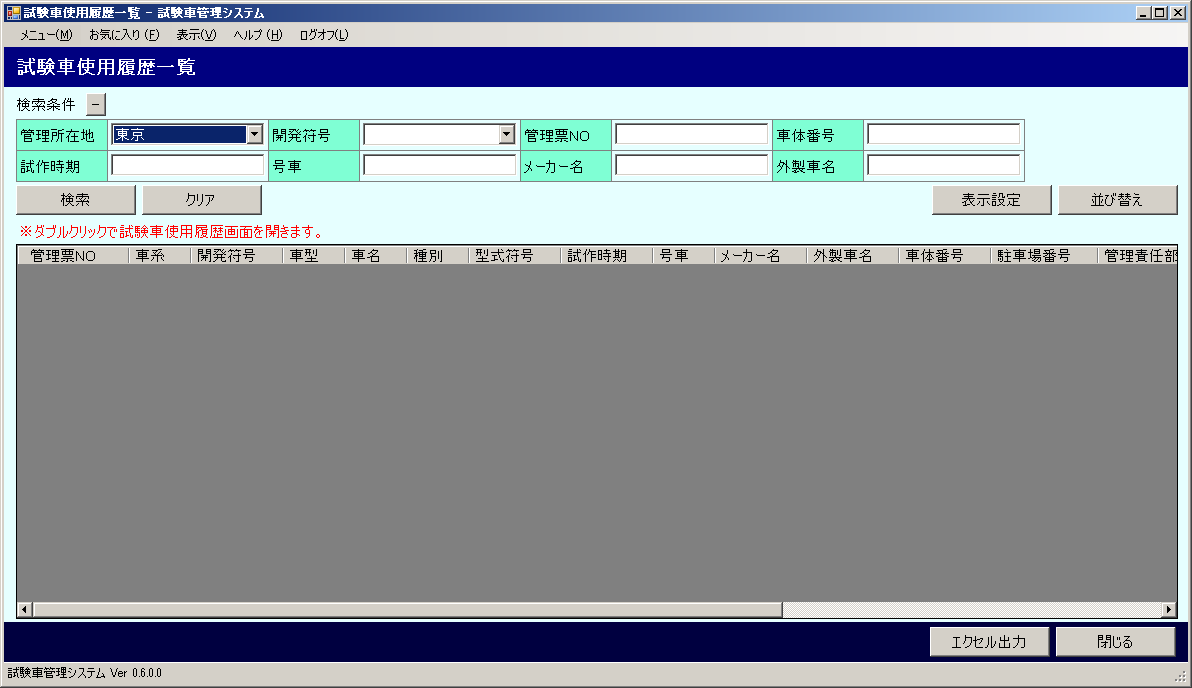 試験車使用履歴一覧 - 試験車管理システム
メニュー(M) お気に入り(F) 表示(V) ヘルプ(H) ログオフ(L)
試験車使用履歴一覧
検索条件 －
管理所在地 東京 開発符号 管理票NO 車体番号
試作時期 号車 メーカー名 外製車名
検索 クリア 表示設定 並び替え
※ダブルクリックで試験車使用履歴画面を開きます。
管理票NO 車系 開発符号 車型 車名 種別 型式符号 試作時期 号車 メーカー名 外製車名 車体番号 駐車場番号 管理責任部
エクセル出力 閉じる
試験車管理システム Ver 0.6.0.0